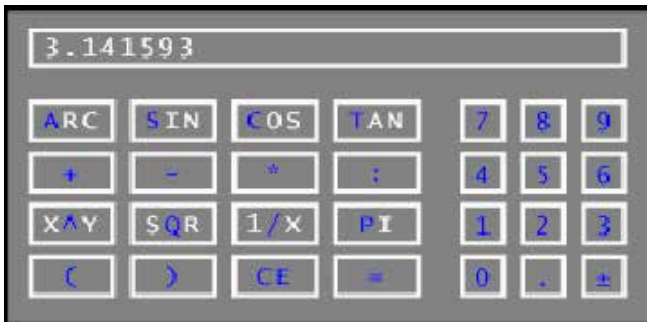 3.141593
ARC SIN COS TAN 7 8 9
+ - * : 4 5 6
X^Y SQR 1/X PI 1 2 3
( ) CE = 0 . ±